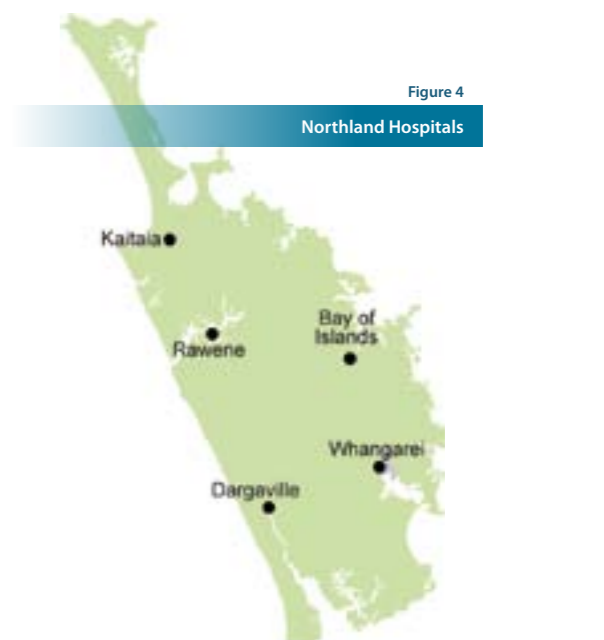 Figure 4
Northland Hospitals
Kaitaia
Bay of
Islands
Rawene
Whangarei
Dargaville